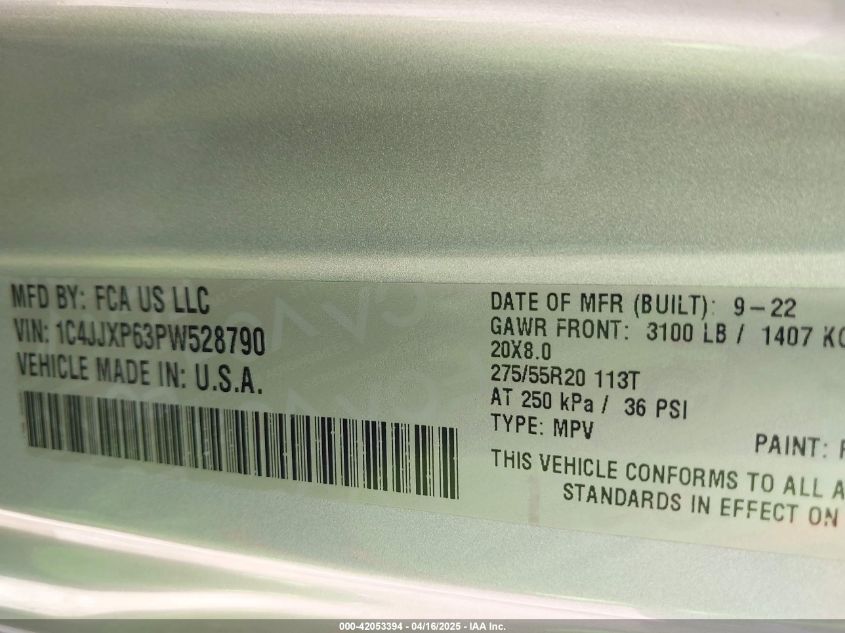 MFD BY: FCA US LLC
VIN: 1C4JJXP63PW528790
VEHICLE MADE IN: U.S.A.
DATE OF MFR (BUILT): 9-22
GAWR FRONT: 3100 LB / 1407
20X8.0
275/55R20 113T
AT 250 kPa / 36 PSI
TYPE: MPV
PAINT:
THIS VEHICLE CONFORMS TO ALL
STANDARDS IN EFFECT ON
000-42053394 - 04/16/2025 - IAA Inc.